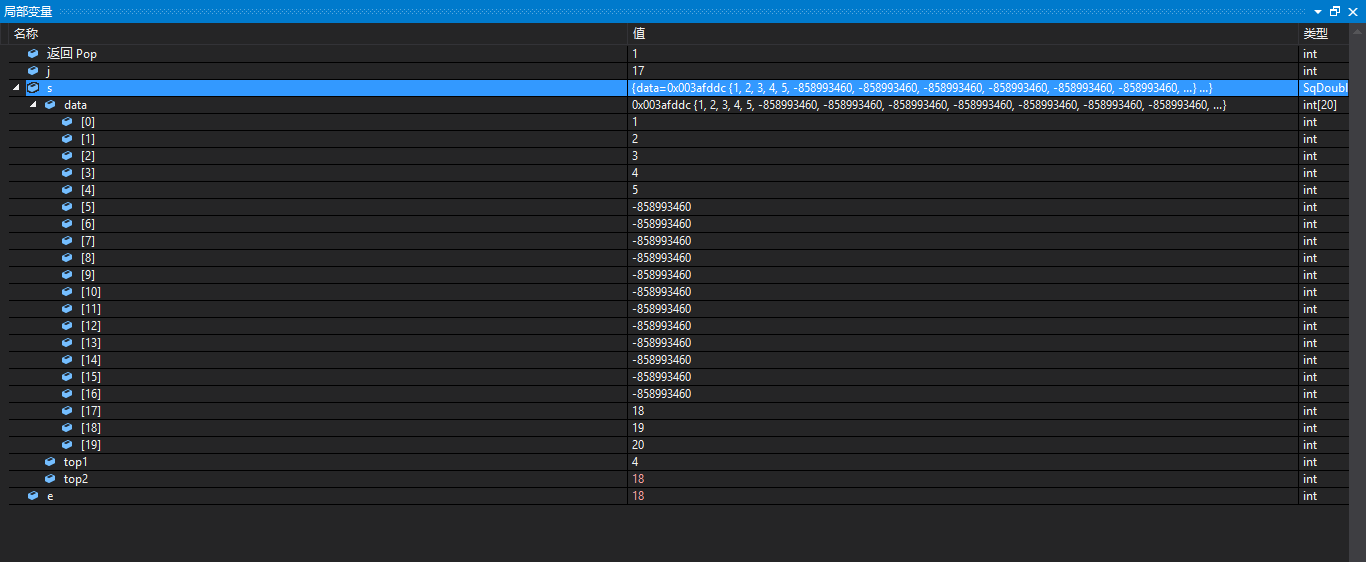 局部变量
名称 值 类型
返回 Pop 1 int
j 17 int
s {data=0x003afddc {1, 2, 3, 4, 5, -858993460, -858993460, -858993460, -858993460, -858993460, -858993460, ...} ...} SqDoubl
data 0x003afddc {1, 2, 3, 4, 5, -858993460, -858993460, -858993460, -858993460, -858993460, -858993460, -858993460, ...} int[20]
[0] 1 int
[1] 2 int
[2] 3 int
[3] 4 int
[4] 5 int
[5] -858993460 int
[6] -858993460 int
[7] -858993460 int
[8] -858993460 int
[9] -858993460 int
[10] -858993460 int
[11] -858993460 int
[12] -858993460 int
[13] -858993460 int
[14] -858993460 int
[15] -858993460 int
[16] -858993460 int
[17] 18 int
[18] 19 int
[19] 20 int
top1 4 int
top2 18 int
e 18 int